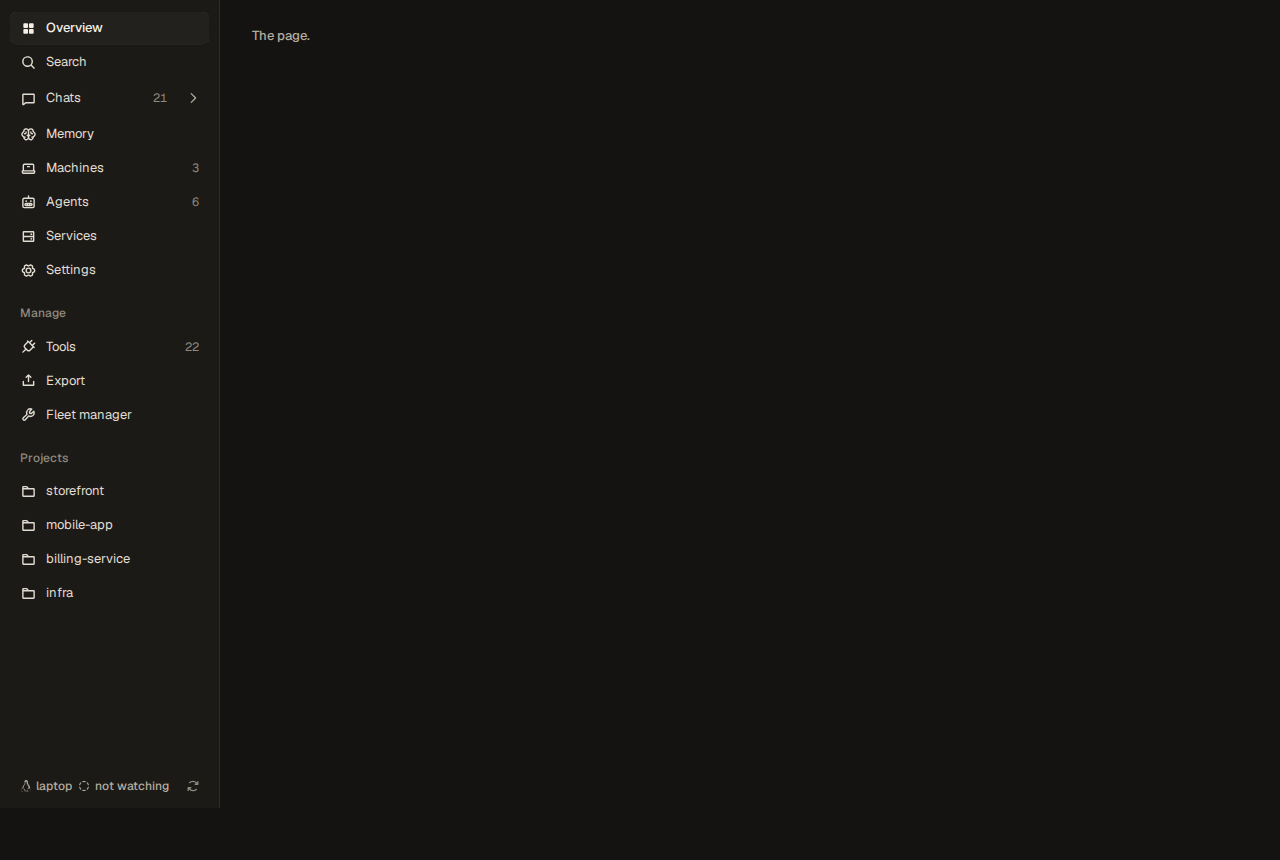 Overview
Search
Chats 21
Memory
Machines 3
Agents 6
Services
Settings
Manage
Tools 22
Export
Fleet manager
Projects
storefront
mobile-app
billing-service
infra
laptop not watching
The page.